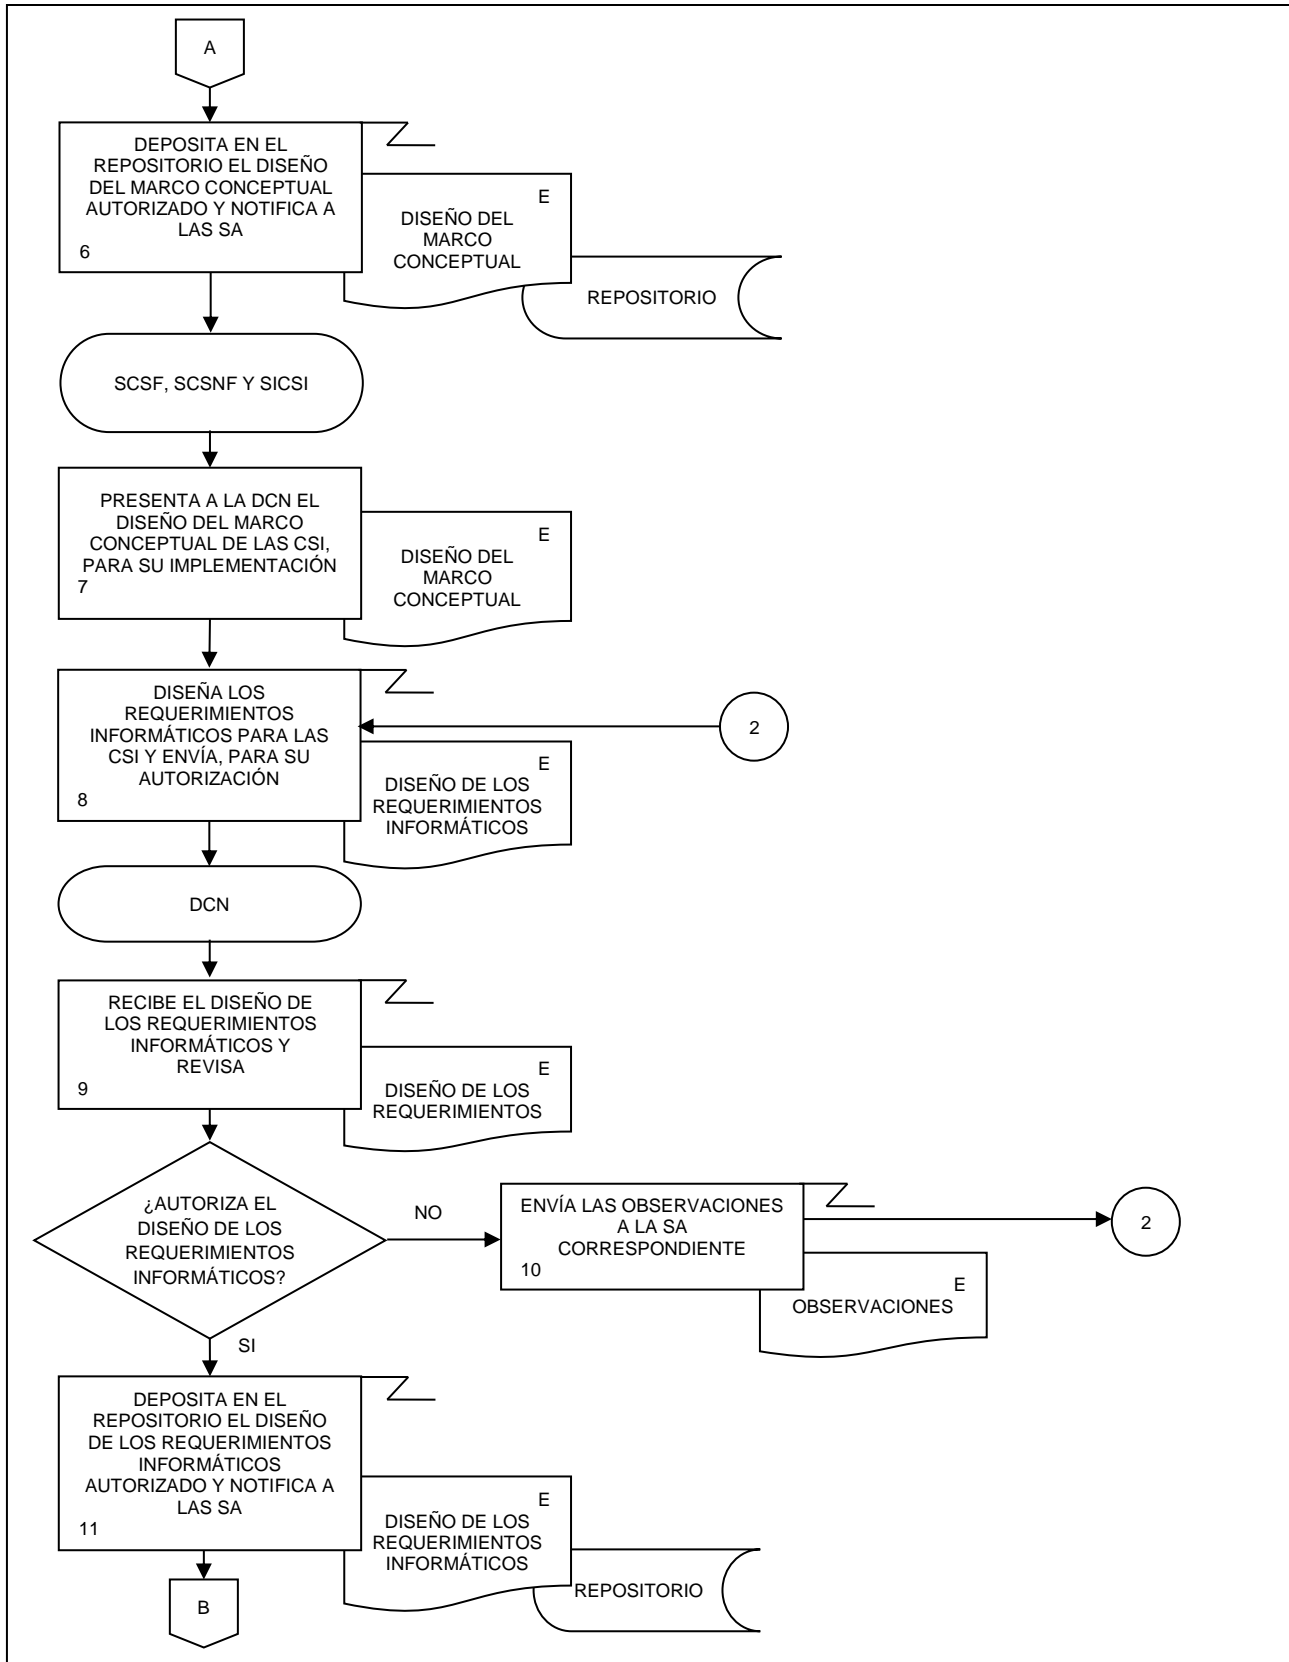 A
DEPOSITA EN EL
REPOSITORIO EL DISEÑO
DEL MARCO CONCEPTUAL
AUTORIZADO Y NOTIFICA A
LAS SA
6
E
DISEÑO DEL
MARCO
CONCEPTUAL
REPOSITORIO
SCSF, SCSNF Y SICSI
PRESENTA A LA DCN EL
DISEÑO DEL MARCO
CONCEPTUAL DE LAS CSI,
PARA SU IMPLEMENTACIÓN
7
E
DISEÑO DEL
MARCO
CONCEPTUAL
DISEÑA LOS
REQUERIMIENTOS
INFORMÁTICOS PARA LAS
CSI Y ENVÍA, PARA SU
AUTORIZACIÓN
8
2
E
DISEÑO DE LOS
REQUERIMIENTOS
INFORMÁTICOS
DCN
RECIBE EL DISEÑO DE
LOS REQUERIMIENTOS
INFORMÁTICOS Y
REVISA
9
E
DISEÑO DE LOS
REQUERIMIENTOS
¿AUTORIZA EL
DISEÑO DE LOS
REQUERIMIENTOS
INFORMÁTICOS?
NO
ENVÍA LAS OBSERVACIONES
A LA SA
CORRESPONDIENTE
10
2
E
OBSERVACIONES
SI
DEPOSITA EN EL
REPOSITORIO EL DISEÑO
DE LOS REQUERIMIENTOS
INFORMÁTICOS
AUTORIZADO Y NOTIFICA A
LAS SA
11
E
DISEÑO DE LOS
REQUERIMIENTOS
INFORMÁTICOS
REPOSITORIO
B